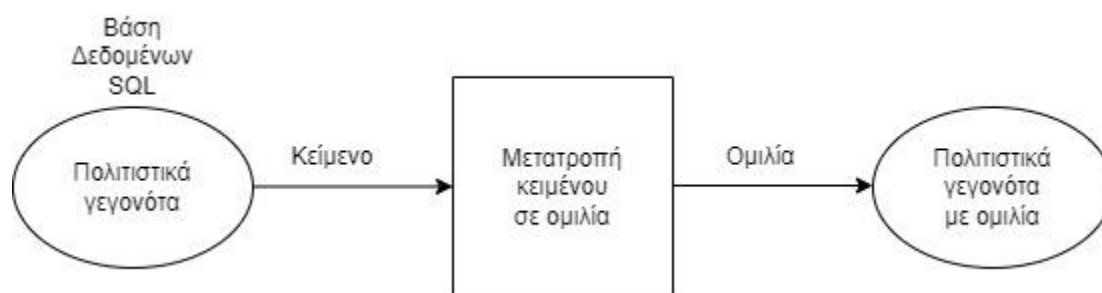 Βάση
Δεδομένων
SQL
Πολιτιστικά
γεγονότα
Κείμενο
Μετατροπή
κειμένου
σε ομιλία
Ομιλία
Πολιτιστικά
γεγονότα
με ομιλία